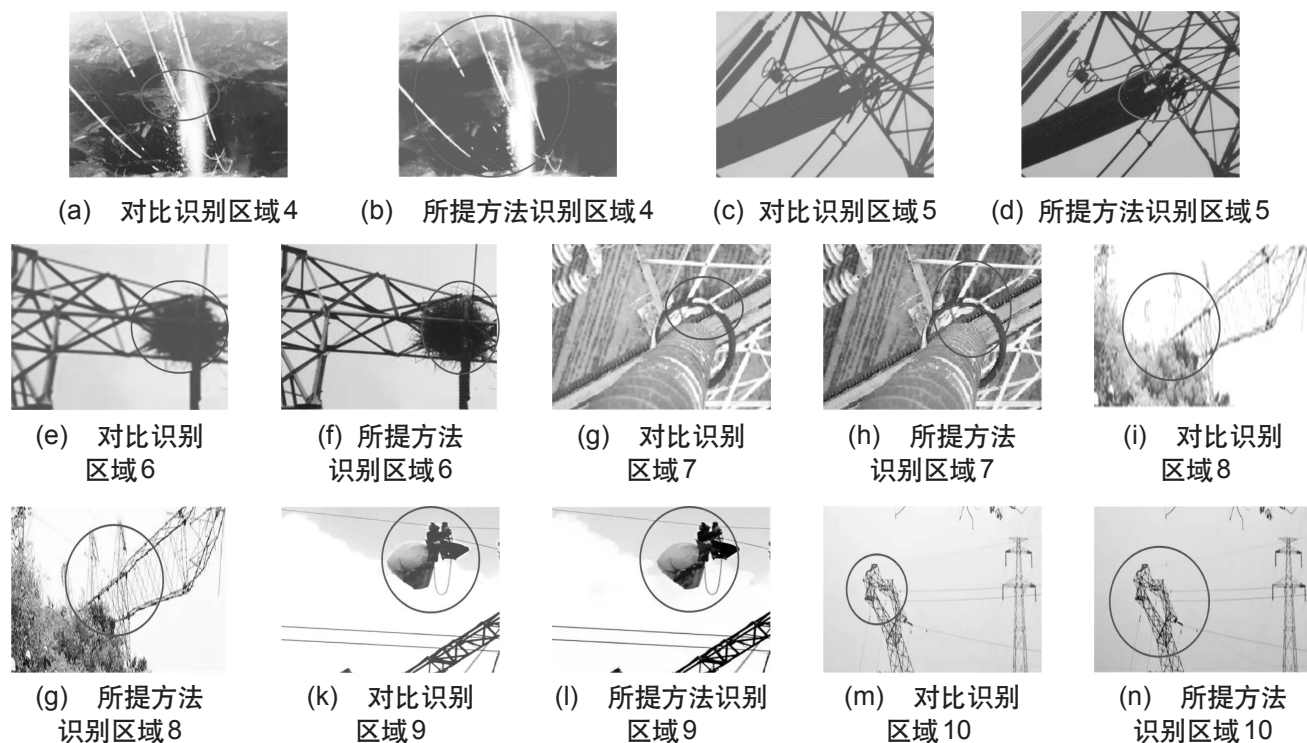 (a) 对比识别区域4
(b) 所提方法识别区域4
(c) 对比识别区域5
(d) 所提方法识别区域5
(e) 对比识别
区域6
(f) 所提方法
识别区域6
(g) 对比识别
区域7
(h) 所提方法
识别区域7
(i) 对比识别
区域8
(g) 所提方法
识别区域8
(k) 对比识别
区域9
(l) 所提方法识别
区域9
(m) 对比识别
区域10
(n) 所提方法
识别区域10